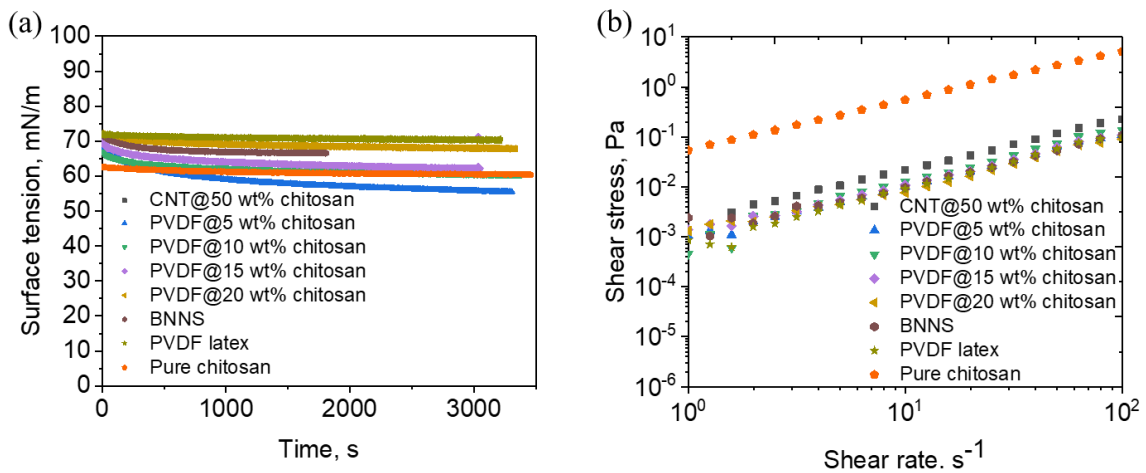 (a)
Surface tension, mN/m
100
90
80
70
60
50
40
30
20
10
0
CNT@50 wt% chitosan
PVDF@5 wt% chitosan
PVDF@10 wt% chitosan
PVDF@15 wt% chitosan
PVDF@20 wt% chitosan
BNNS
PVDF latex
Pure chitosan
0 1000 2000 3000
Time, s
(b)
Shear stress, Pa
10¹
10⁰
10⁻¹
10⁻²
10⁻³
10⁻⁴
10⁻⁵
10⁻⁶
CNT@50 wt% chitosan
PVDF@5 wt% chitosan
PVDF@10 wt% chitosan
PVDF@15 wt% chitosan
PVDF@20 wt% chitosan
BNNS
PVDF latex
Pure chitosan
10⁰ 10¹ 10²
Shear rate. s⁻¹